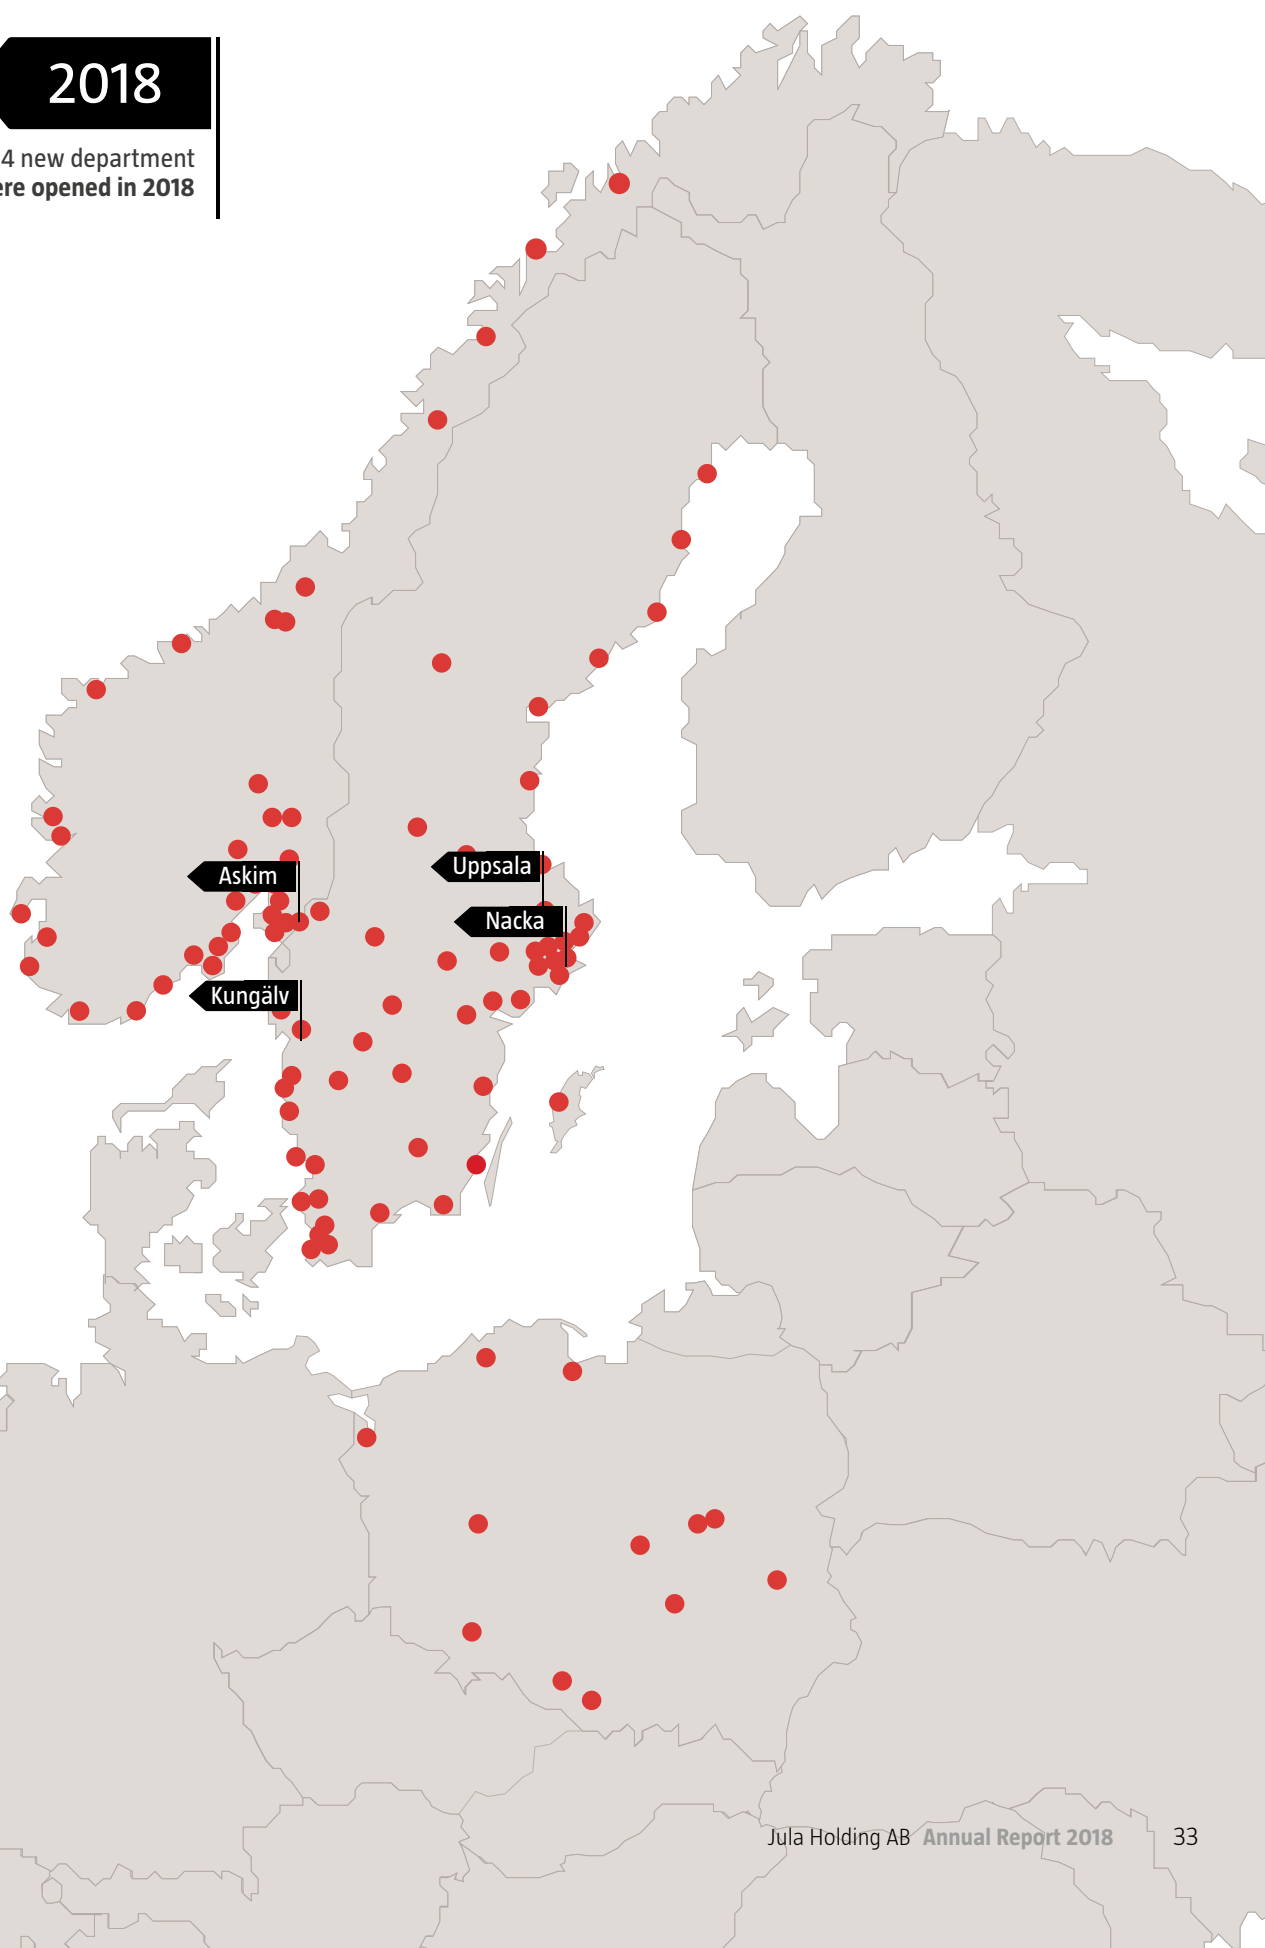 2018
4 new department
ere opened in 2018
Askim
Uppsala
Nacka
Kungälv
Jula Holding AB Annual Report 2018 33